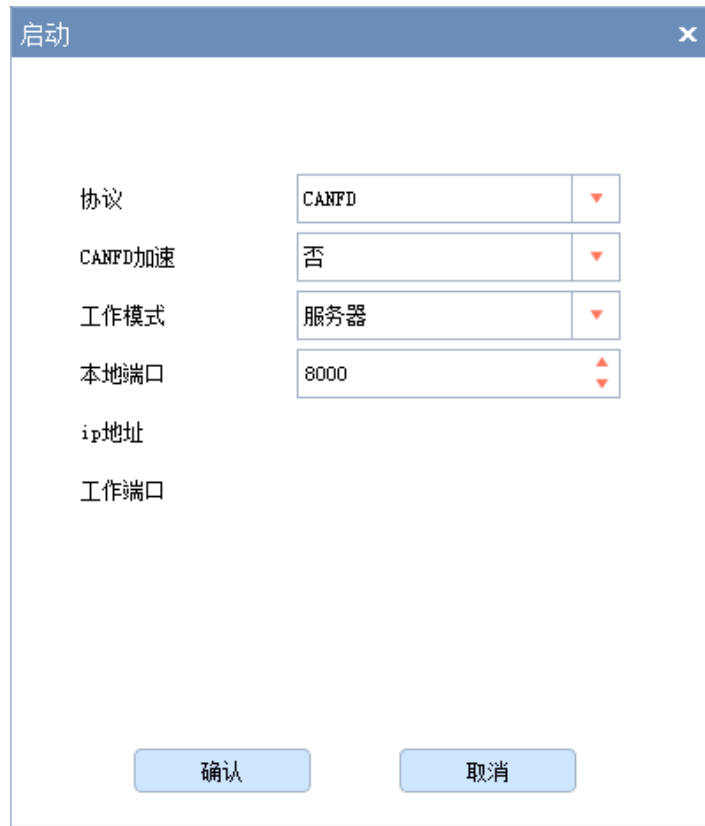 启动
协议 CANFD
CANFD加速 否
工作模式 服务器
本地端口 8000
ip地址
工作端口
确认 取消